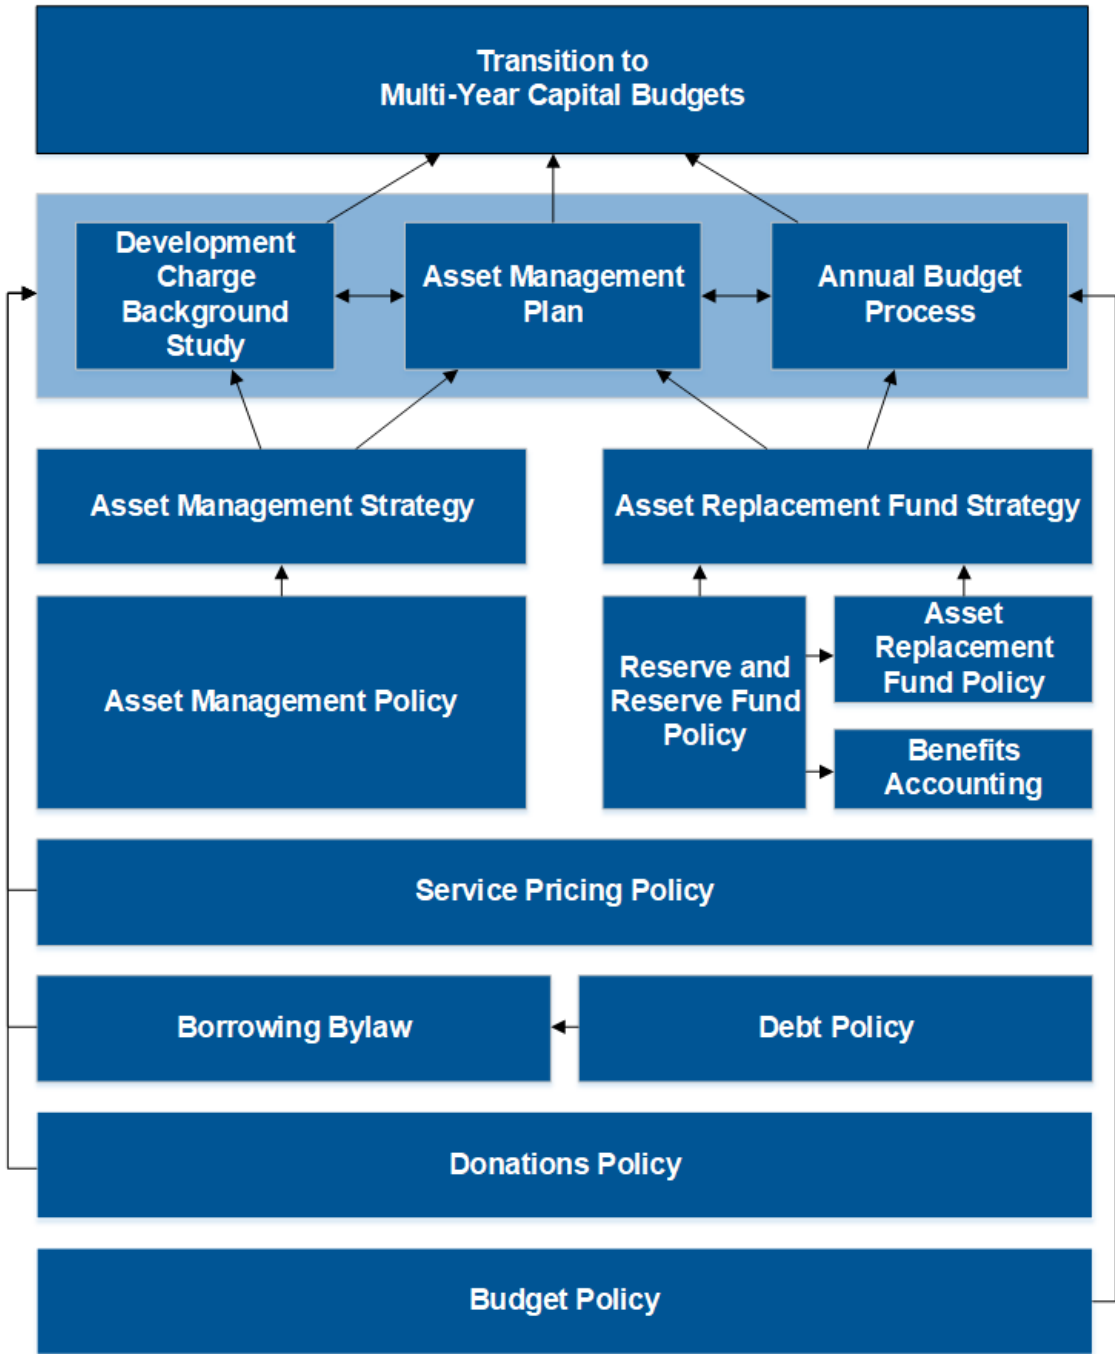 Transition to
Multi-Year Capital Budgets
Development
Charge
Background
Study
Asset Management
Plan
Annual Budget
Process
Asset Management Strategy
Asset Replacement Fund Strategy
Asset Management Policy
Reserve and
Reserve Fund
Policy
Asset
Replacement
Fund Policy
Benefits
Accounting
Service Pricing Policy
Borrowing Bylaw
Debt Policy
Donations Policy
Budget Policy